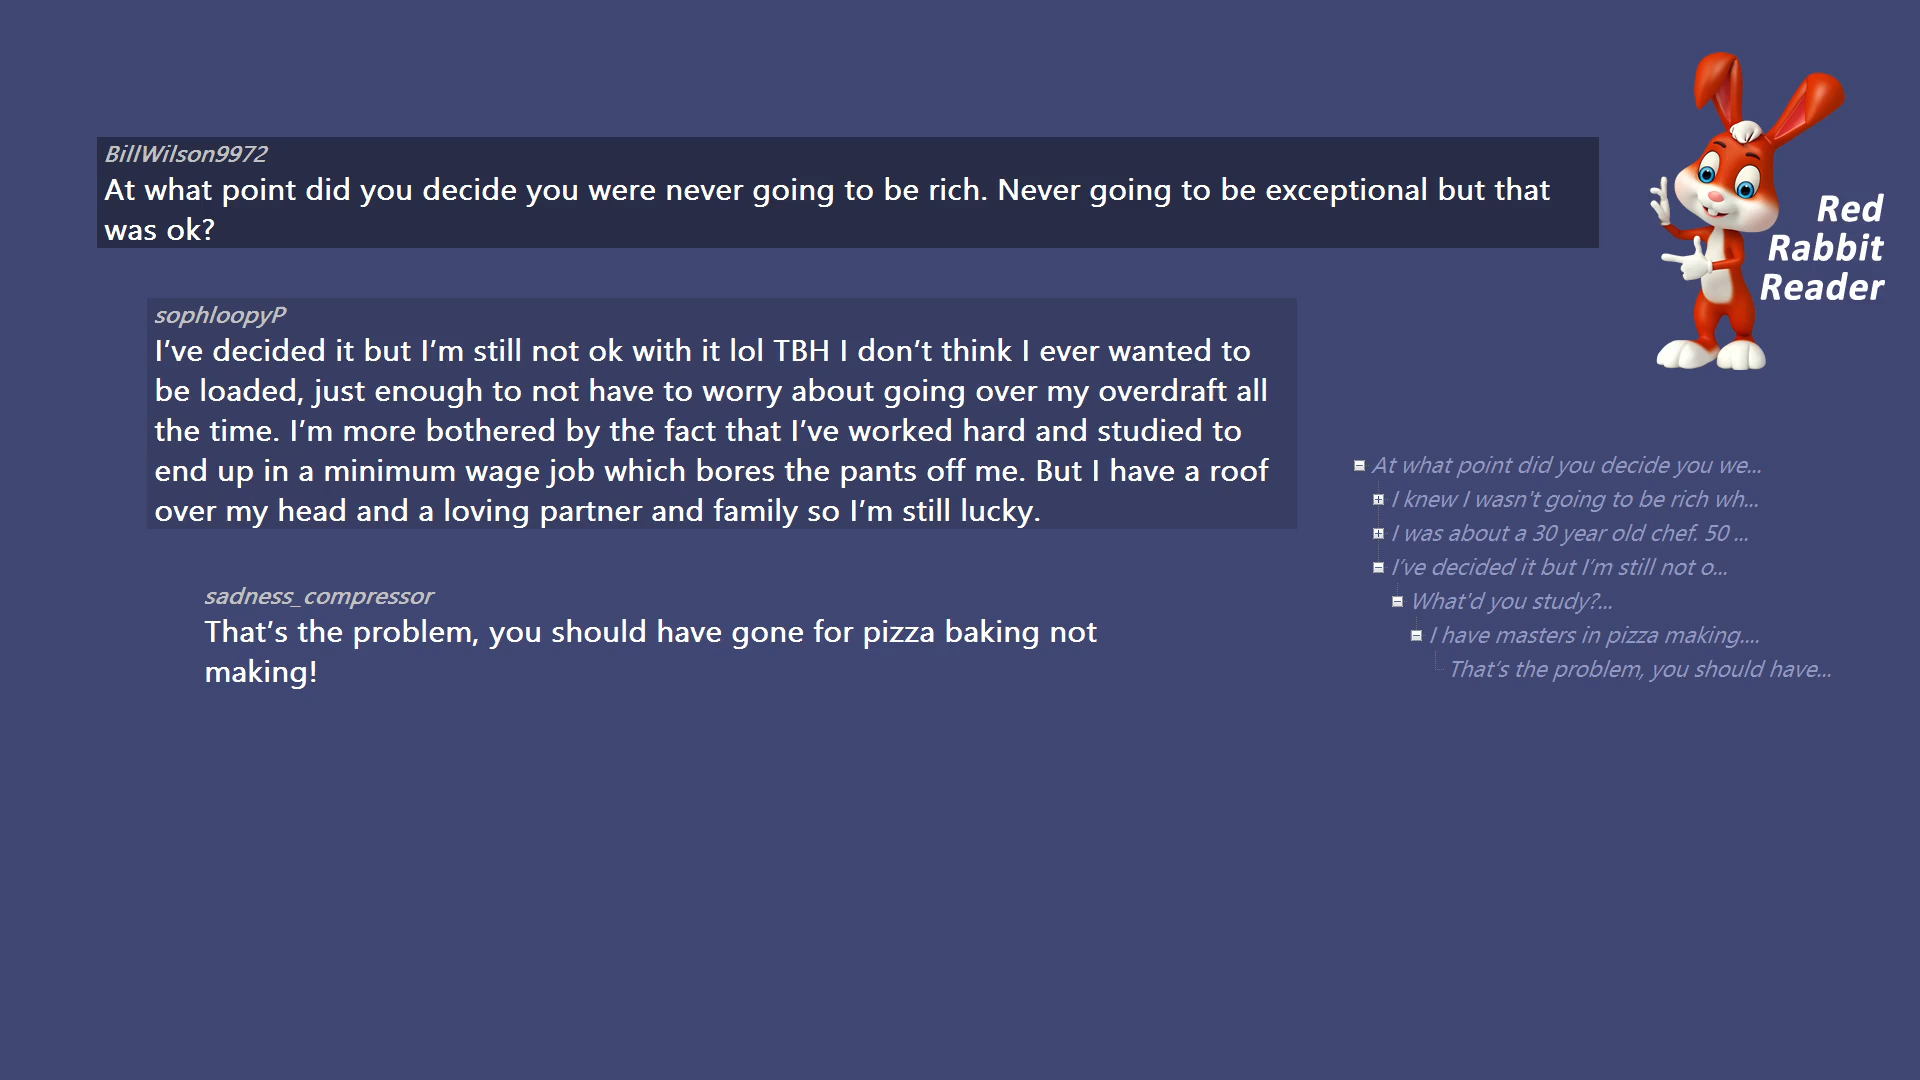 BillWilson9972
At what point did you decide you were never going to be rich. Never going to be exceptional but that
was ok?
sophloopyP
I’ve decided it but I’m still not ok with it lol TBH I don’t think I ever wanted to
be loaded, just enough to not have to worry about going over my overdraft all
the time. I’m more bothered by the fact that I’ve worked hard and studied to
end up in a minimum wage job which bores the pants off me. But I have a roof
over my head and a loving partner and family so I’m still lucky.
sadness_compressor
That’s the problem, you should have gone for pizza baking not
making!
Red
Rabbit
Reader
At what point did you decide you we...
I knew I wasn't going to be rich wh...
I was about a 30 year old chef. 50 ...
I’ve decided it but I’m still not o...
What'd you study?...
I have masters in pizza making....
That’s the problem, you should have...